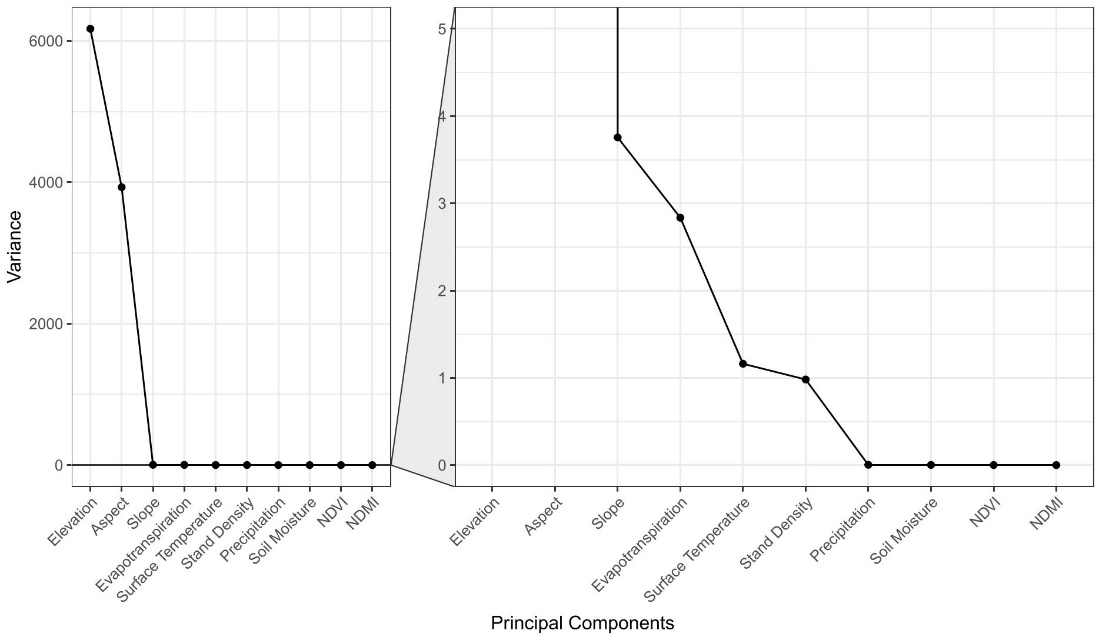 Variance
6000
4000
2000
0
Elevation
Aspect
Slope
Evapotranspiration
Surface Temperature
Stand Density
Precipitation
Soil Moisture
NDVI
NDMI
5
4
3
2
1
0
Elevation
Aspect
Slope
Evapotranspiration
Surface Temperature
Stand Density
Precipitation
Soil Moisture
NDVI
NDMI
Principal Components